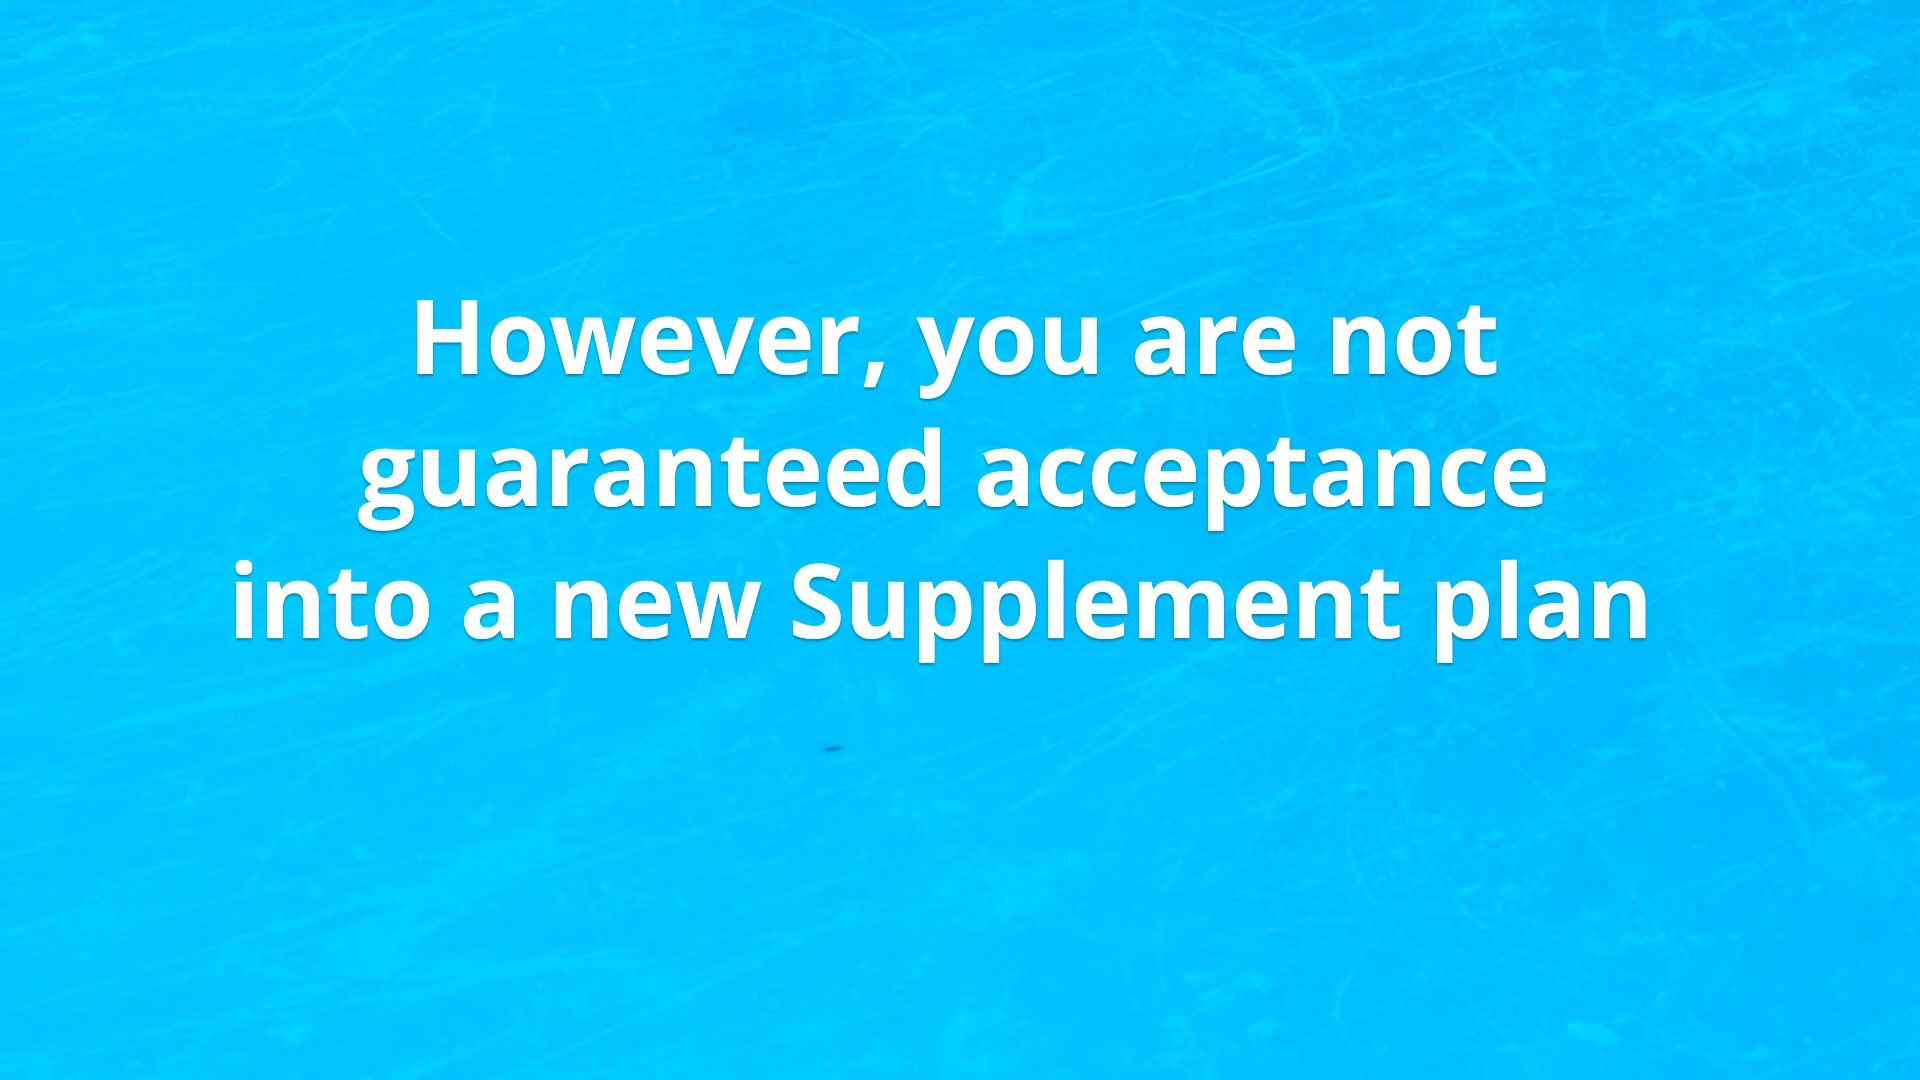 However, you are not
guaranteed acceptance
into a new Supplement plan